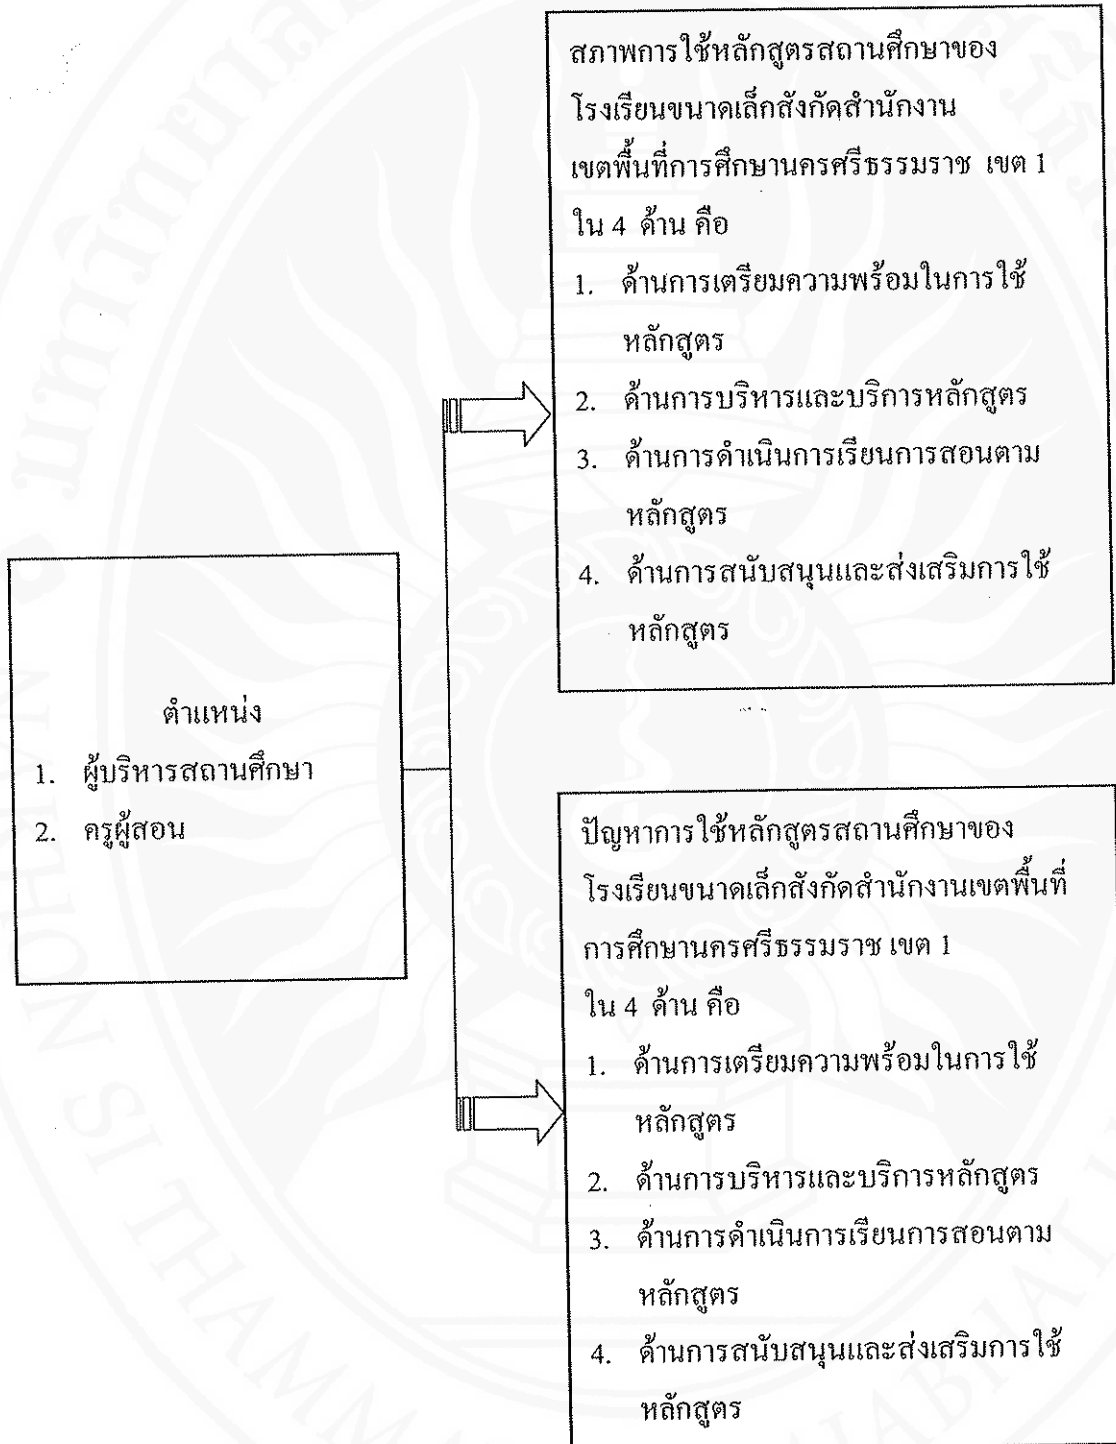 สภาพการใช้หลักสูตรสถานศึกษาของ
โรงเรียนขนาดเล็กสังกัดสำนักงาน
เขตพื้นที่การศึกษานครศรีธรรมราช เขต 1
ใน 4 ด้าน คือ
1. ด้านการเตรียมความพร้อมในการใช้
หลักสูตร
2. ด้านการบริหารและบริการหลักสูตร
3. ด้านการดำเนินการเรียนการสอนตาม
หลักสูตร
4. ด้านการสนับสนุนและส่งเสริมการใช้
หลักสูตร
ตำแหน่ง
1. ผู้บริหารสถานศึกษา
2. ครูผู้สอน
ปัญหาการใช้หลักสูตรสถานศึกษาของ
โรงเรียนขนาดเล็กสังกัดสำนักงานเขตพื้นที่
การศึกษานครศรีธรรมราช เขต 1
ใน 4 ด้าน คือ
1. ด้านการเตรียมความพร้อมในการใช้
หลักสูตร
2. ด้านการบริหารและบริการหลักสูตร
3. ด้านการดำเนินการเรียนการสอนตาม
หลักสูตร
4. ด้านการสนับสนุนและส่งเสริมการใช้
หลักสูตร